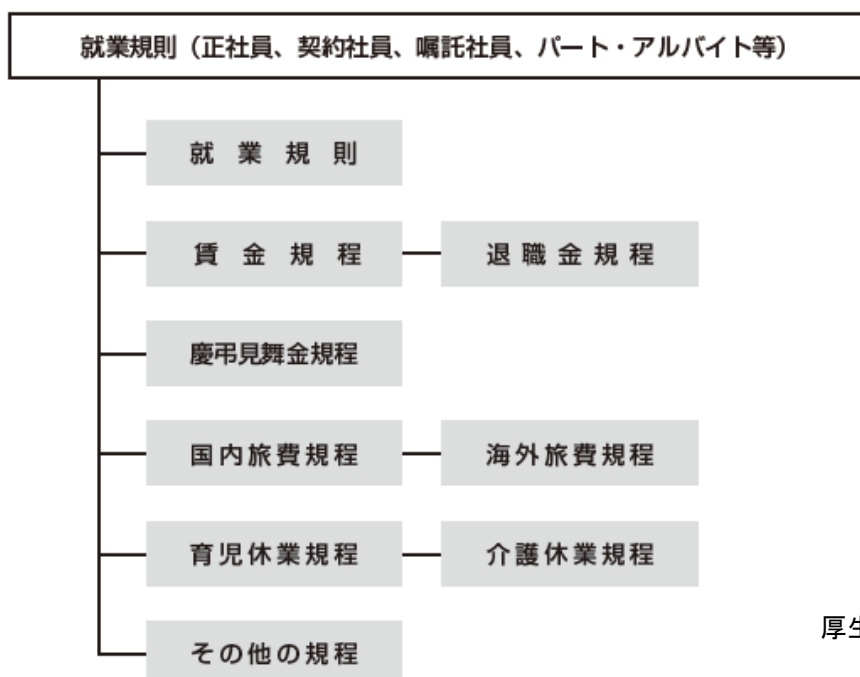 就業規則（正社員、契約社員、嘱託社員、パート・アルバイト等）
就業規則
賃金規程
退職金規程
慶弔見舞金規程
国内旅費規程
海外旅費規程
育児休業規程
介護休業規程
厚生
その他の規程